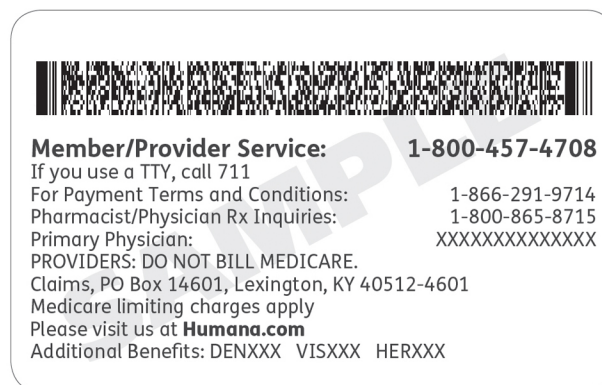 Member/Provider Service: 1-800-457-4708
If you use a TTY, call 711
For Payment Terms and Conditions: 1-866-291-9714
Pharmacist/Physician Rx Inquiries: 1-800-865-8715
Primary Physician: XXXXXXXXXXXXXX
PROVIDERS: DO NOT BILL MEDICARE.
Claims, PO Box 14601, Lexington, KY 40512-4601
Medicare limiting charges apply
Please visit us at Humana.com
Additional Benefits: DENXXX VISXXX HERXXX
SAMPLE